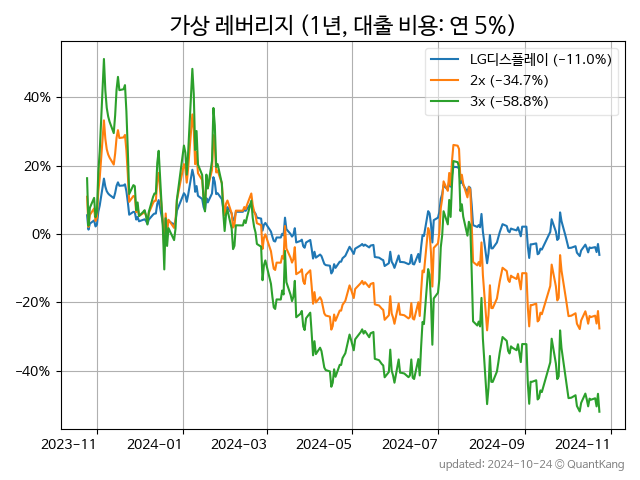 가상 레버리지 (1년, 대출 비용: 연 5%)
LG디스플레이 (−11.0%)
2x (−34.7%)
3x (−58.8%)
40%
20%
0%
−20%
−40%
2023−11 2024−01 2024−03 2024−05 2024−07 2024−09 2024−11
updated: 2024-10-24 © QuantKang